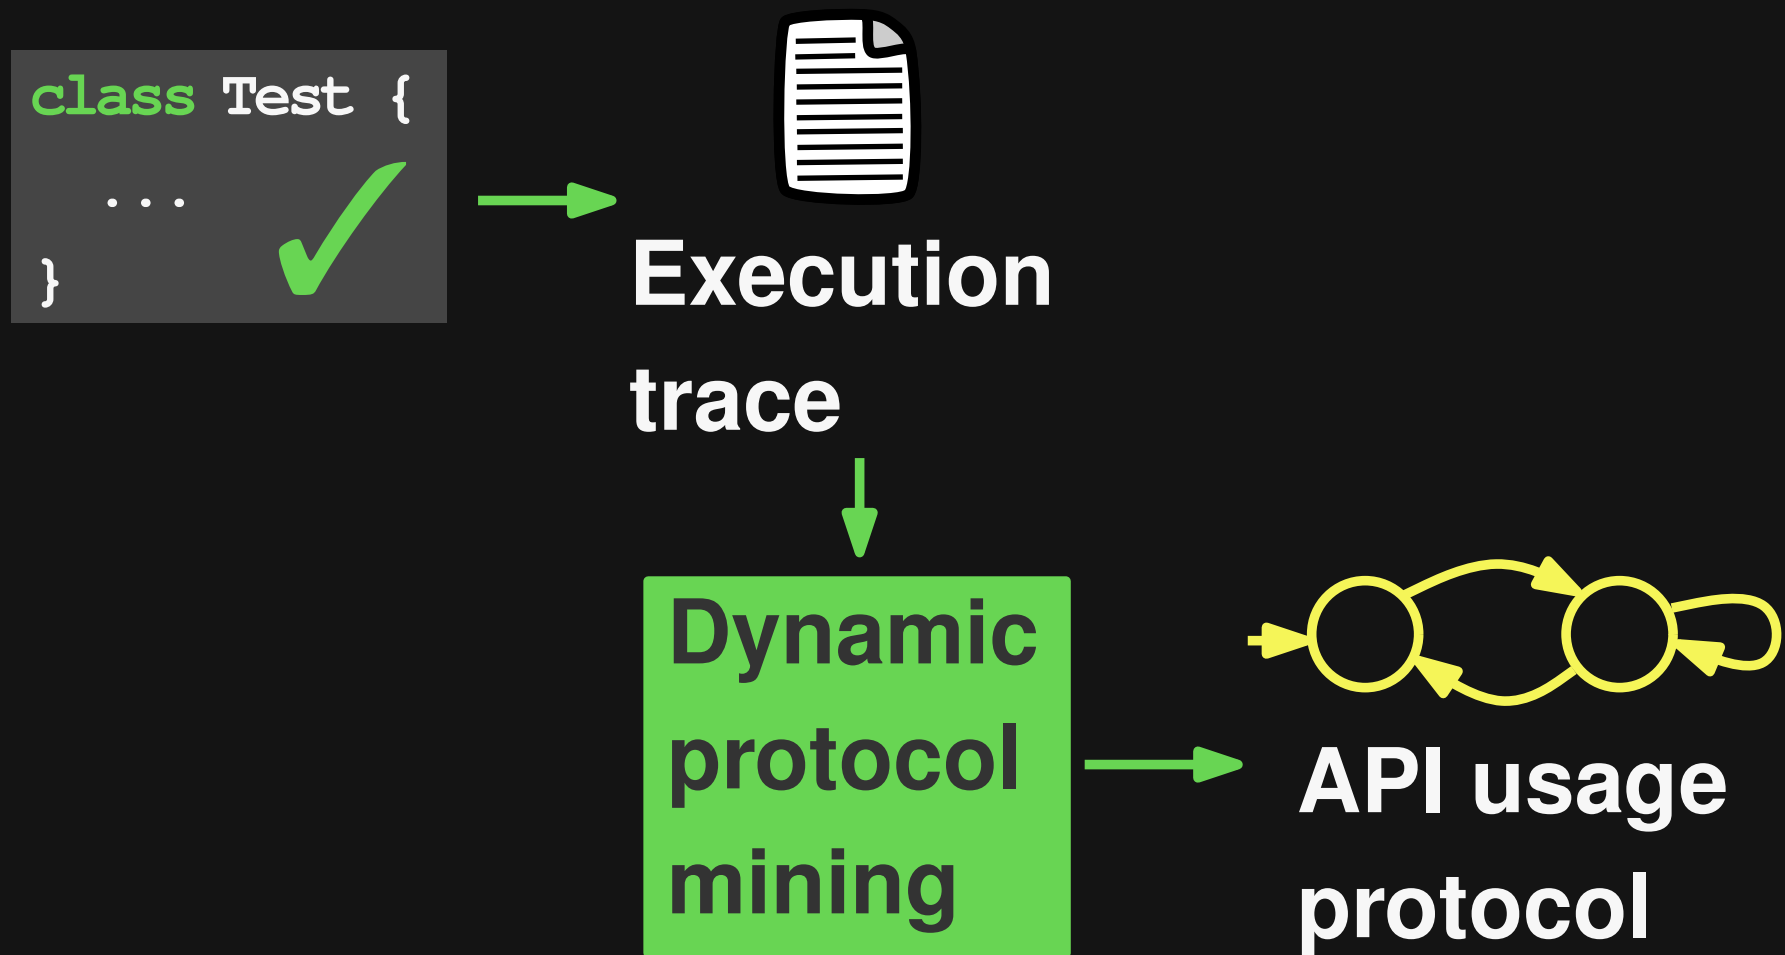 class Test {
...
}
Execution
trace
Dynamic
protocol
mining
API usage
protocol